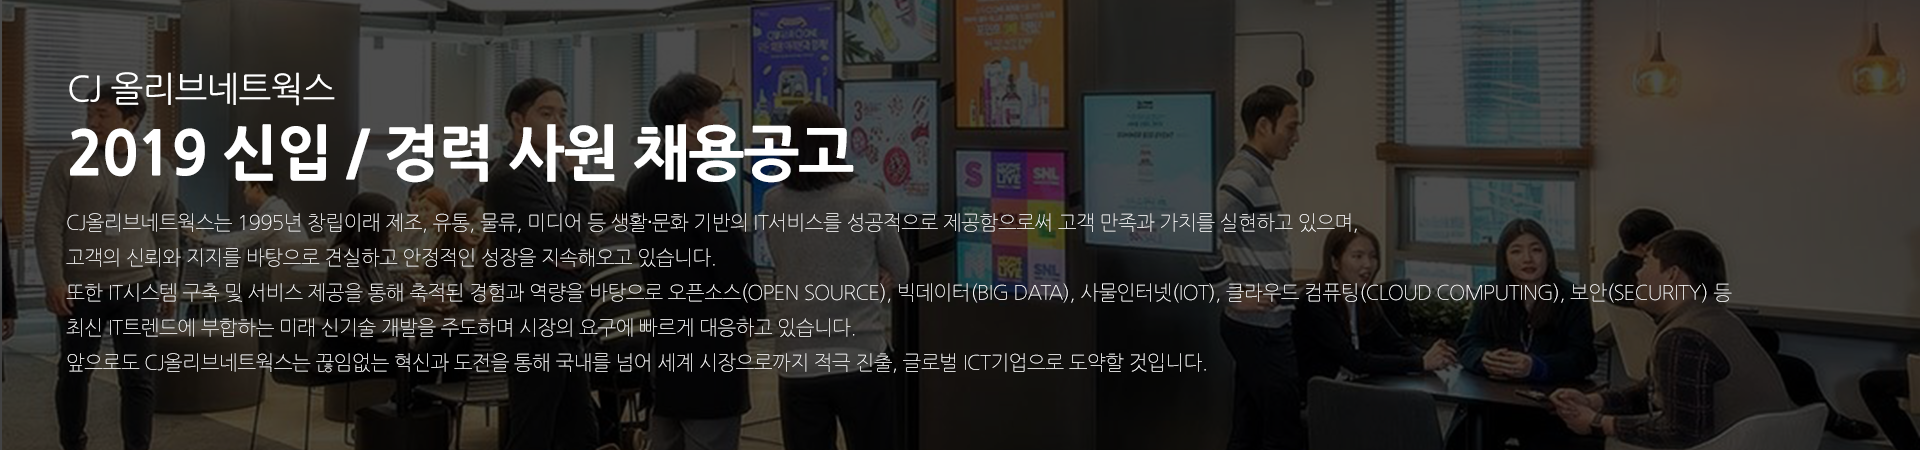 CJ 올리브네트웍스
2019 신입 / 경력 사원 채용공고
CJ올리브네트웍스는 1995년 창립이래 제조, 유통, 물류, 미디어 등 생활·문화 기반의 IT서비스를 성공적으로 제공함으로써 고객 만족과 가치를 실현하고 있으며,
고객의 신뢰와 지지를 바탕으로 견실하고 안정적인 성장을 지속해오고 있습니다.
또한 IT시스템 구축 및 서비스 제공을 통해 축적된 경험과 역량을 바탕으로 오픈소스(OPEN SOURCE), 빅데이터(BIG DATA), 사물인터넷(IOT), 클라우드 컴퓨팅(CLOUD COMPUTING), 보안(SECURITY) 등
최신 IT트렌드에 부합하는 미래 신기술 개발을 주도하며 시장의 요구에 빠르게 대응하고 있습니다.
앞으로도 CJ올리브네트웍스는 끊임없는 혁신과 도전을 통해 국내를 넘어 세계 시장으로까지 적극 진출, 글로벌 ICT기업으로 도약할 것입니다.
S
SNL
SNL